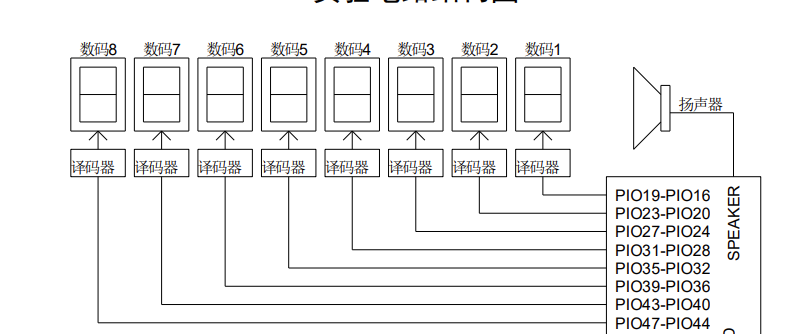 数码8 数码7 数码6 数码5 数码4 数码3 数码2 数码1
扬声器
译码器 译码器 译码器 译码器 译码器 译码器 译码器 译码器
PIO19-PIO16
PIO23-PIO20
PIO27-PIO24
PIO31-PIO28
PIO35-PIO32
PIO39-PIO36
PIO43-PIO40
PIO47-PIO44
SPEAKER